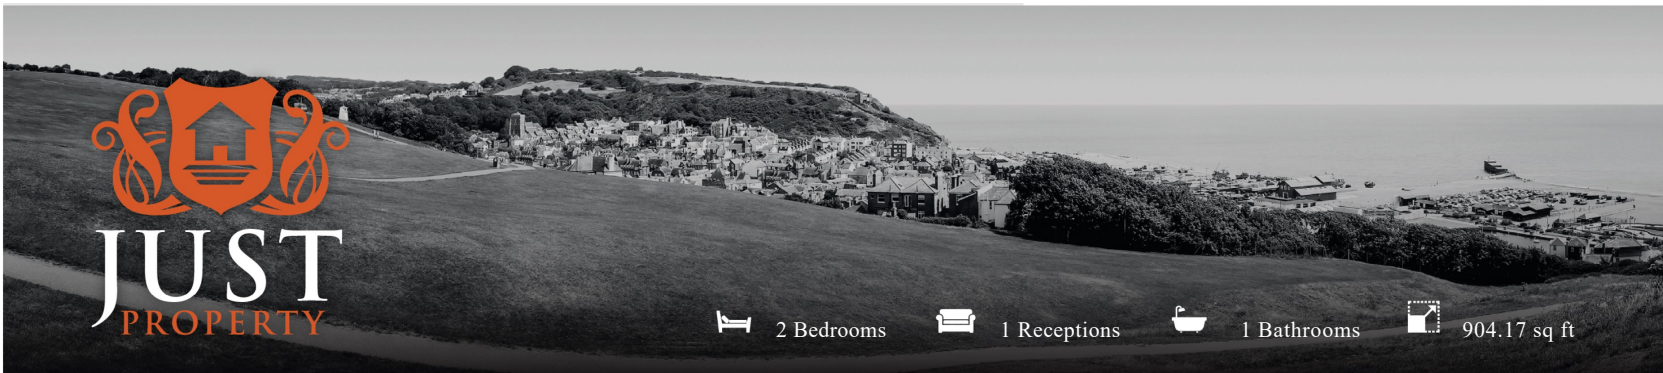 JUST
PROPERTY
2 Bedrooms 1 Receptions 1 Bathrooms 904.17 sq ft